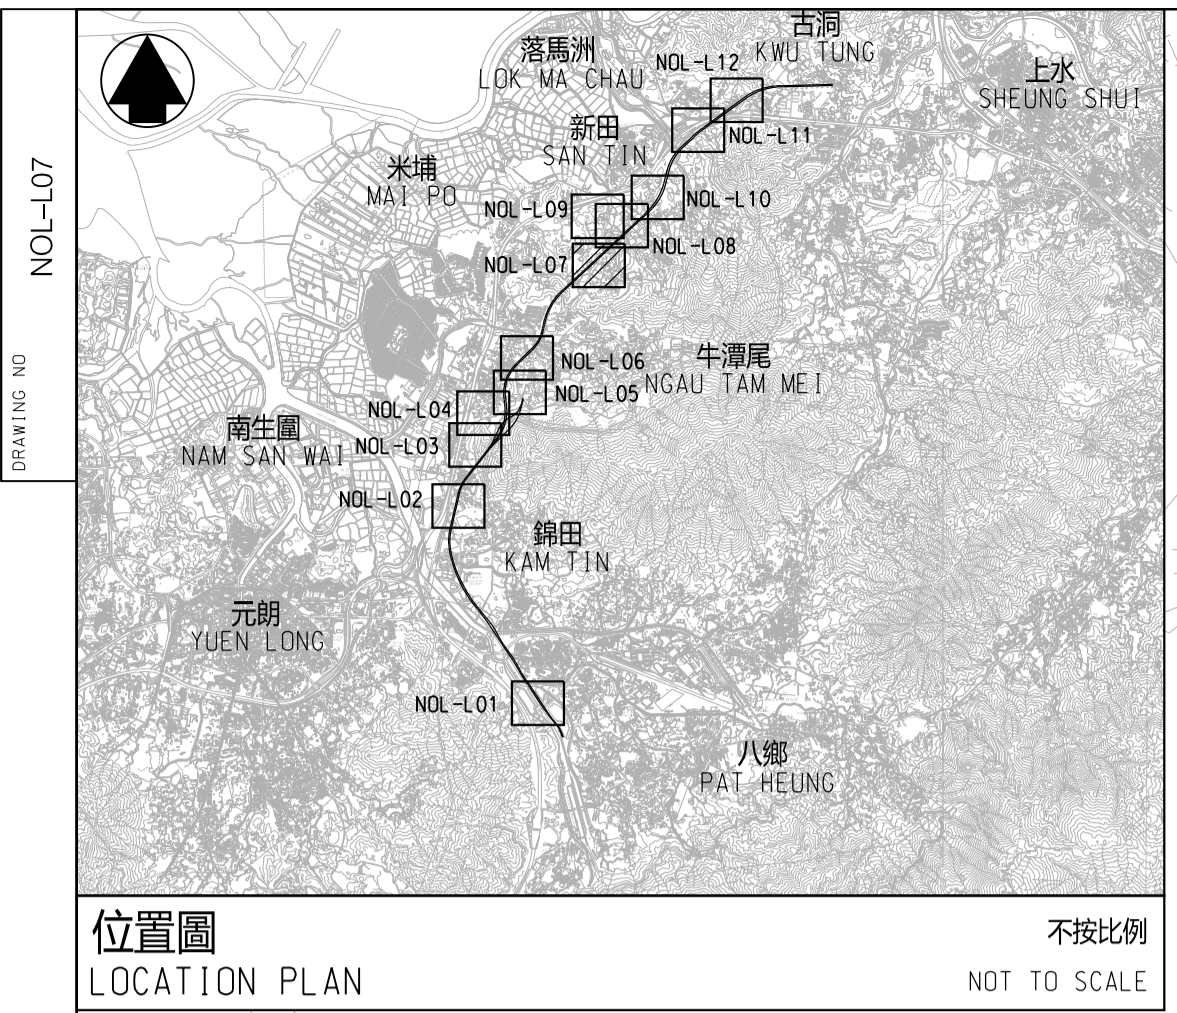 DRAWING NO
NOL-L07
古洞
KWU TUNG
落馬洲
LOK MA CHAU
NOL-L12
上水
SHEUNG SHUI
新田
SAN TIN
NOL-L11
米埔
MAI PO
NOL-L10
NOL-L09
NOL-L08
NOL-L07
牛潭尾
NGAU TAM MEI
NOL-L06
NOL-L05
NOL-L04
南生圍
NAM SAN WAI
NOL-L03
NOL-L02
錦田
KAM TIN
元朗
YUEN LONG
NOL-L01
八鄉
PAT HEUNG
位置圖
LOCATION PLAN
不按比例
NOT TO SCALE